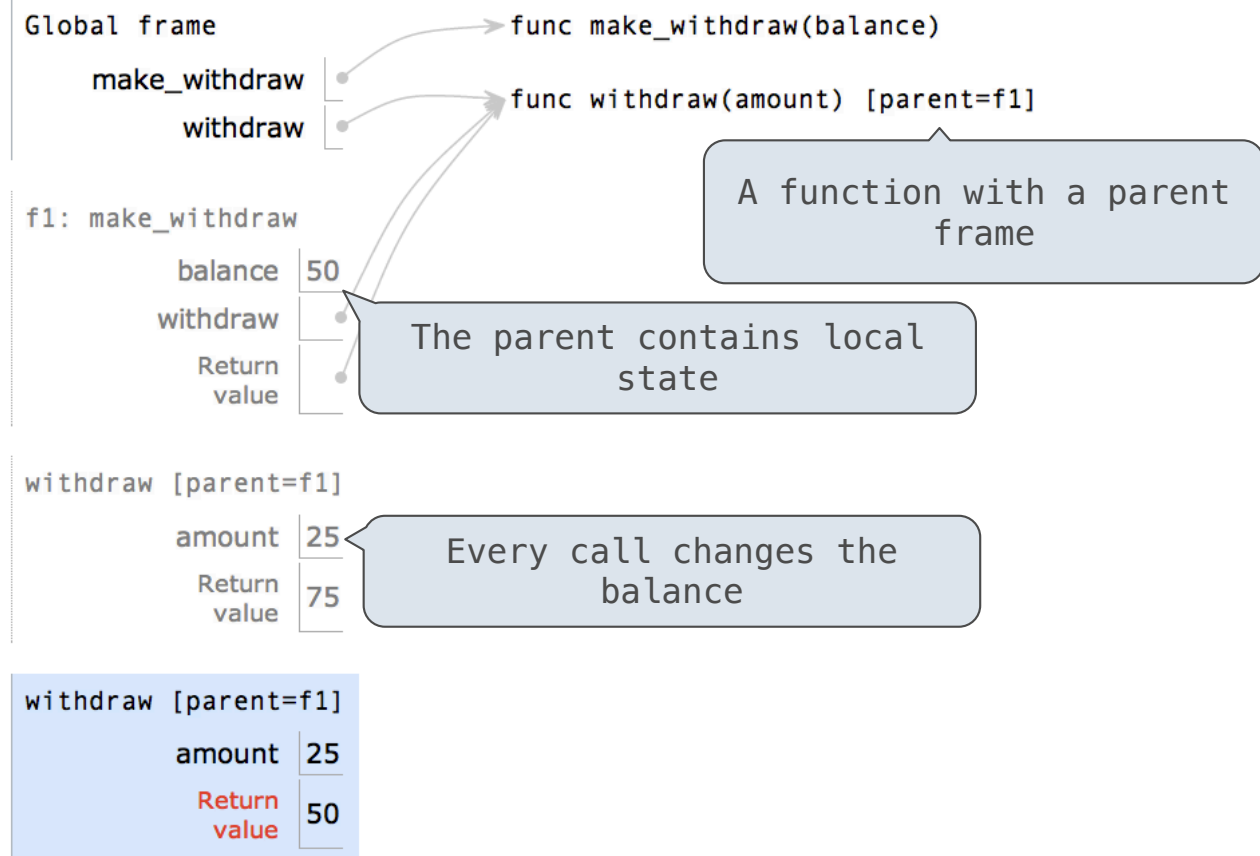 Global frame
func make_withdraw(balance)
make_withdraw
func withdraw(amount) [parent=f1]
withdraw
A function with a parent
frame
f1: make_withdraw
balance 50
withdraw
The parent contains local
state
Return
value
withdraw [parent=f1]
amount 25
Every call changes the
balance
Return
value
75
withdraw [parent=f1]
amount 25
Return
value
50